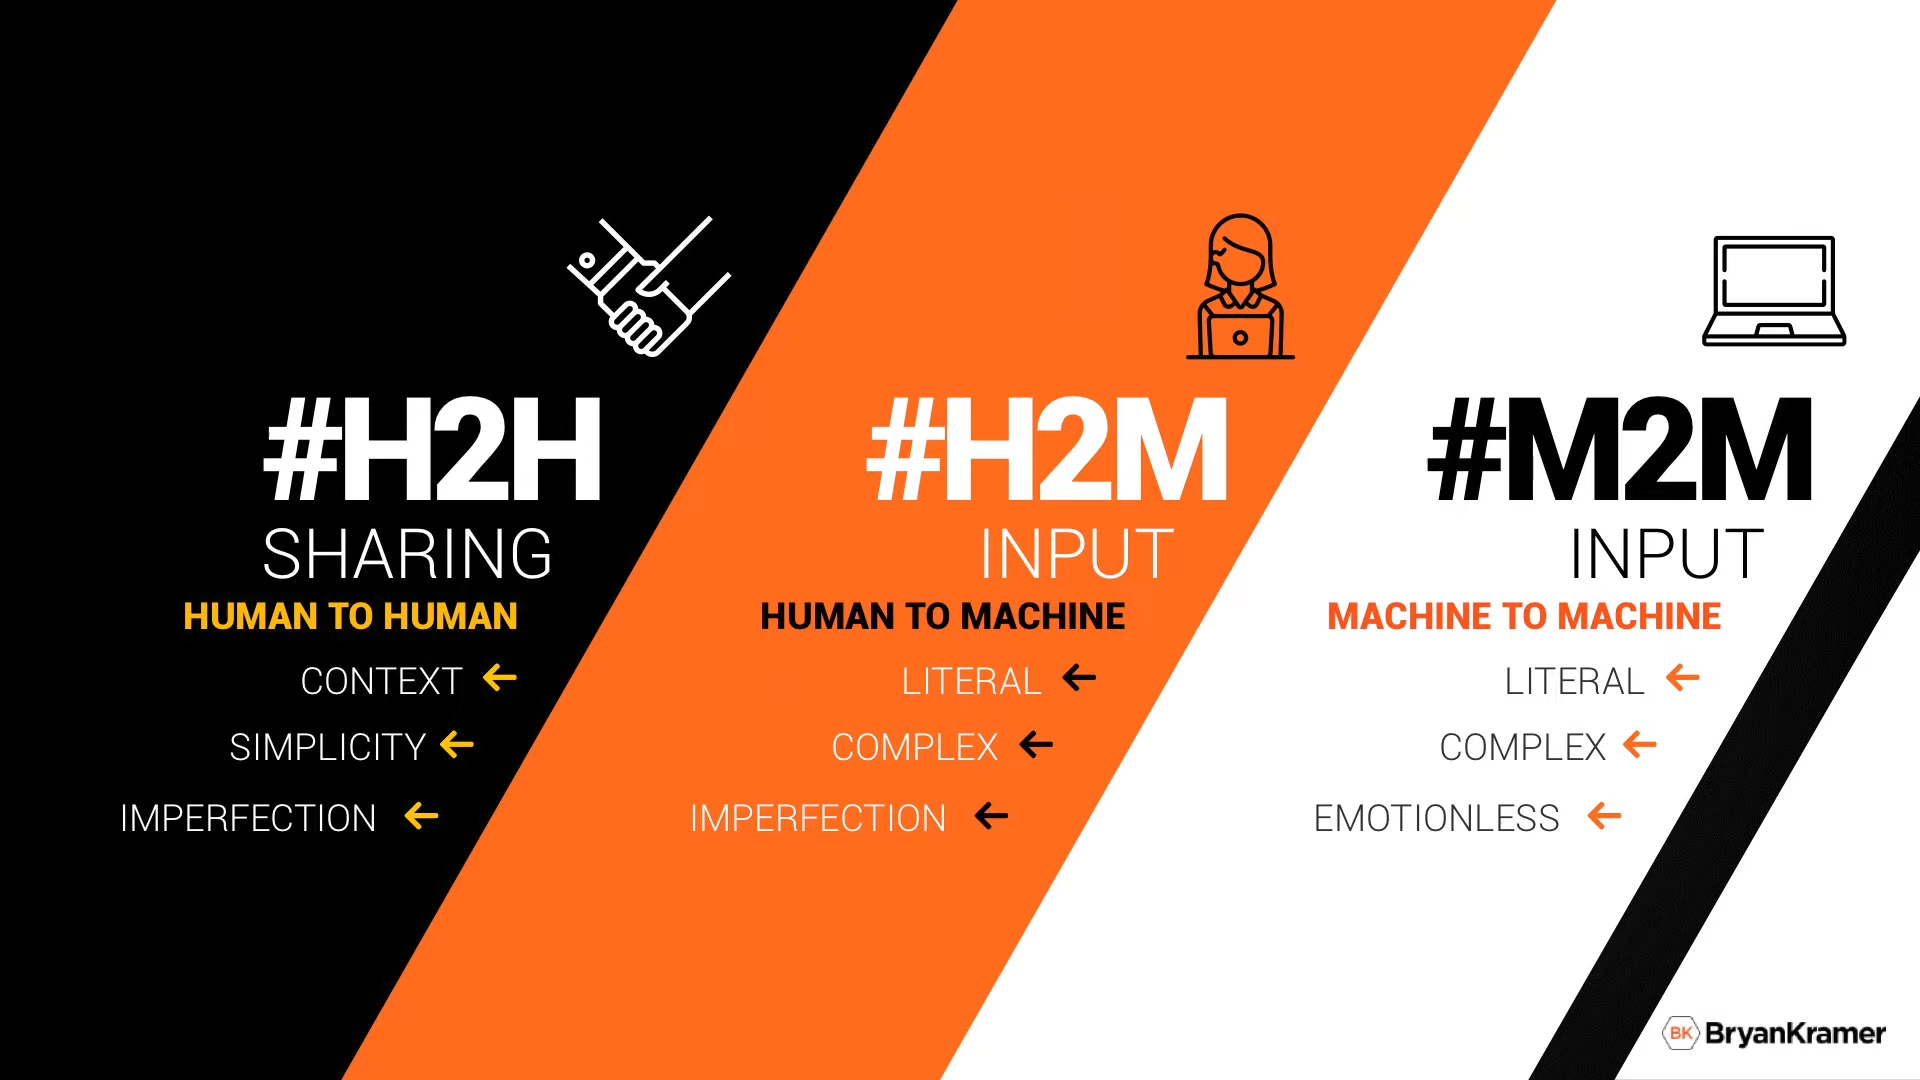 #H2H
SHARING
HUMAN TO HUMAN
CONTEXT
SIMPLICITY
IMPERFECTION
#H2M
INPUT
HUMAN TO MACHINE
LITERAL
COMPLEX
IMPERFECTION
#M2M
INPUT
MACHINE TO MACHINE
LITERAL
COMPLEX
EMOTIONLESS
BK BryanKramer